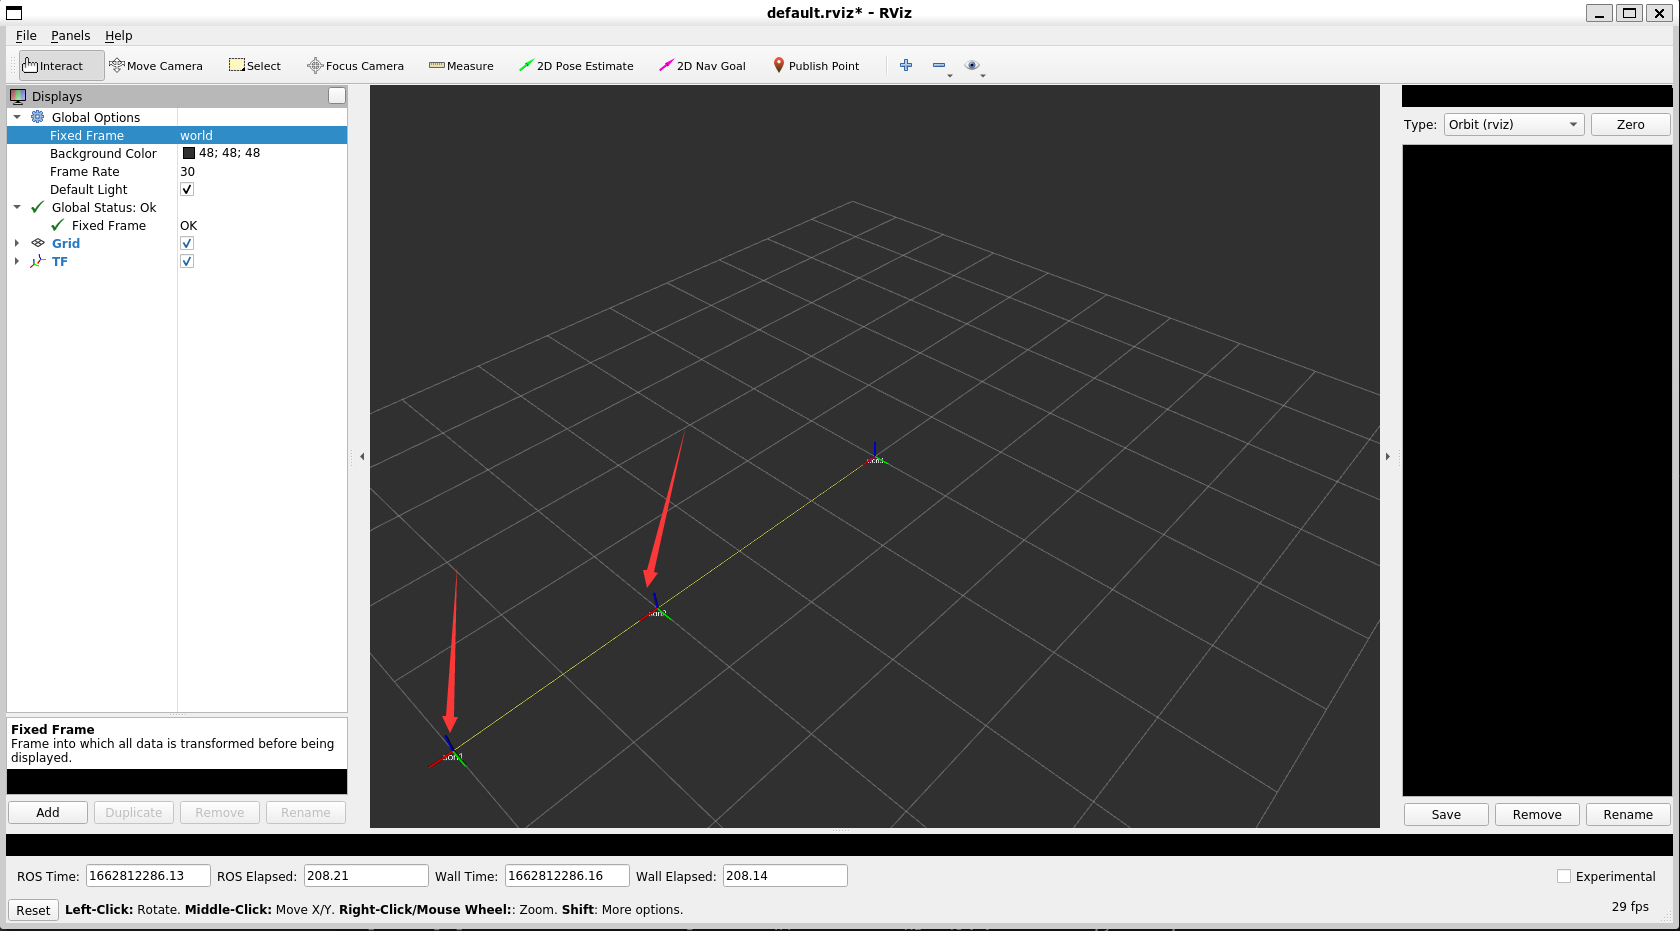 default.rviz* - RViz
File Panels Help
Interact Move Camera Select Focus Camera Measure 2D Pose Estimate 2D Nav Goal Publish Point
Displays
Global Options
Fixed Frame world
Background Color 48; 48; 48
Frame Rate 30
Default Light
Global Status: Ok
Fixed Frame OK
Grid
TF
Fixed Frame
Frame into which all data is transformed before being
displayed.
Add Duplicate Remove Rename
Type: Orbit (rviz) Zero
Save Remove Rename
ROS Time: 1662812286.13 ROS Elapsed: 208.21 Wall Time: 1662812286.16 Wall Elapsed: 208.14 Experimental
Reset Left-Click: Rotate. Middle-Click: Move X/Y. Right-Click/Mouse Wheel:: Zoom. Shift: More options. 29 fps